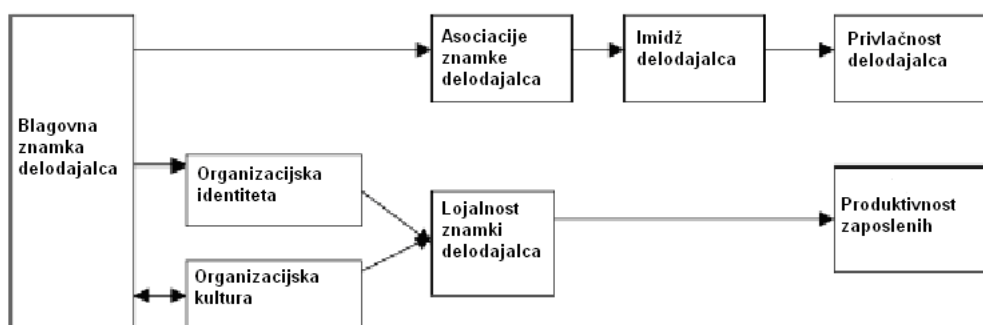 Asociacije
znamke
delodajalca
Imidž
delodajalca
Privlačnost
delodajalca
Blagovna
znamka
delodajalca
Organizacijska
identiteta
Lojalnost
znamki
delodajalca
Produktivnost
zaposlenih
Organizacijska
kultura